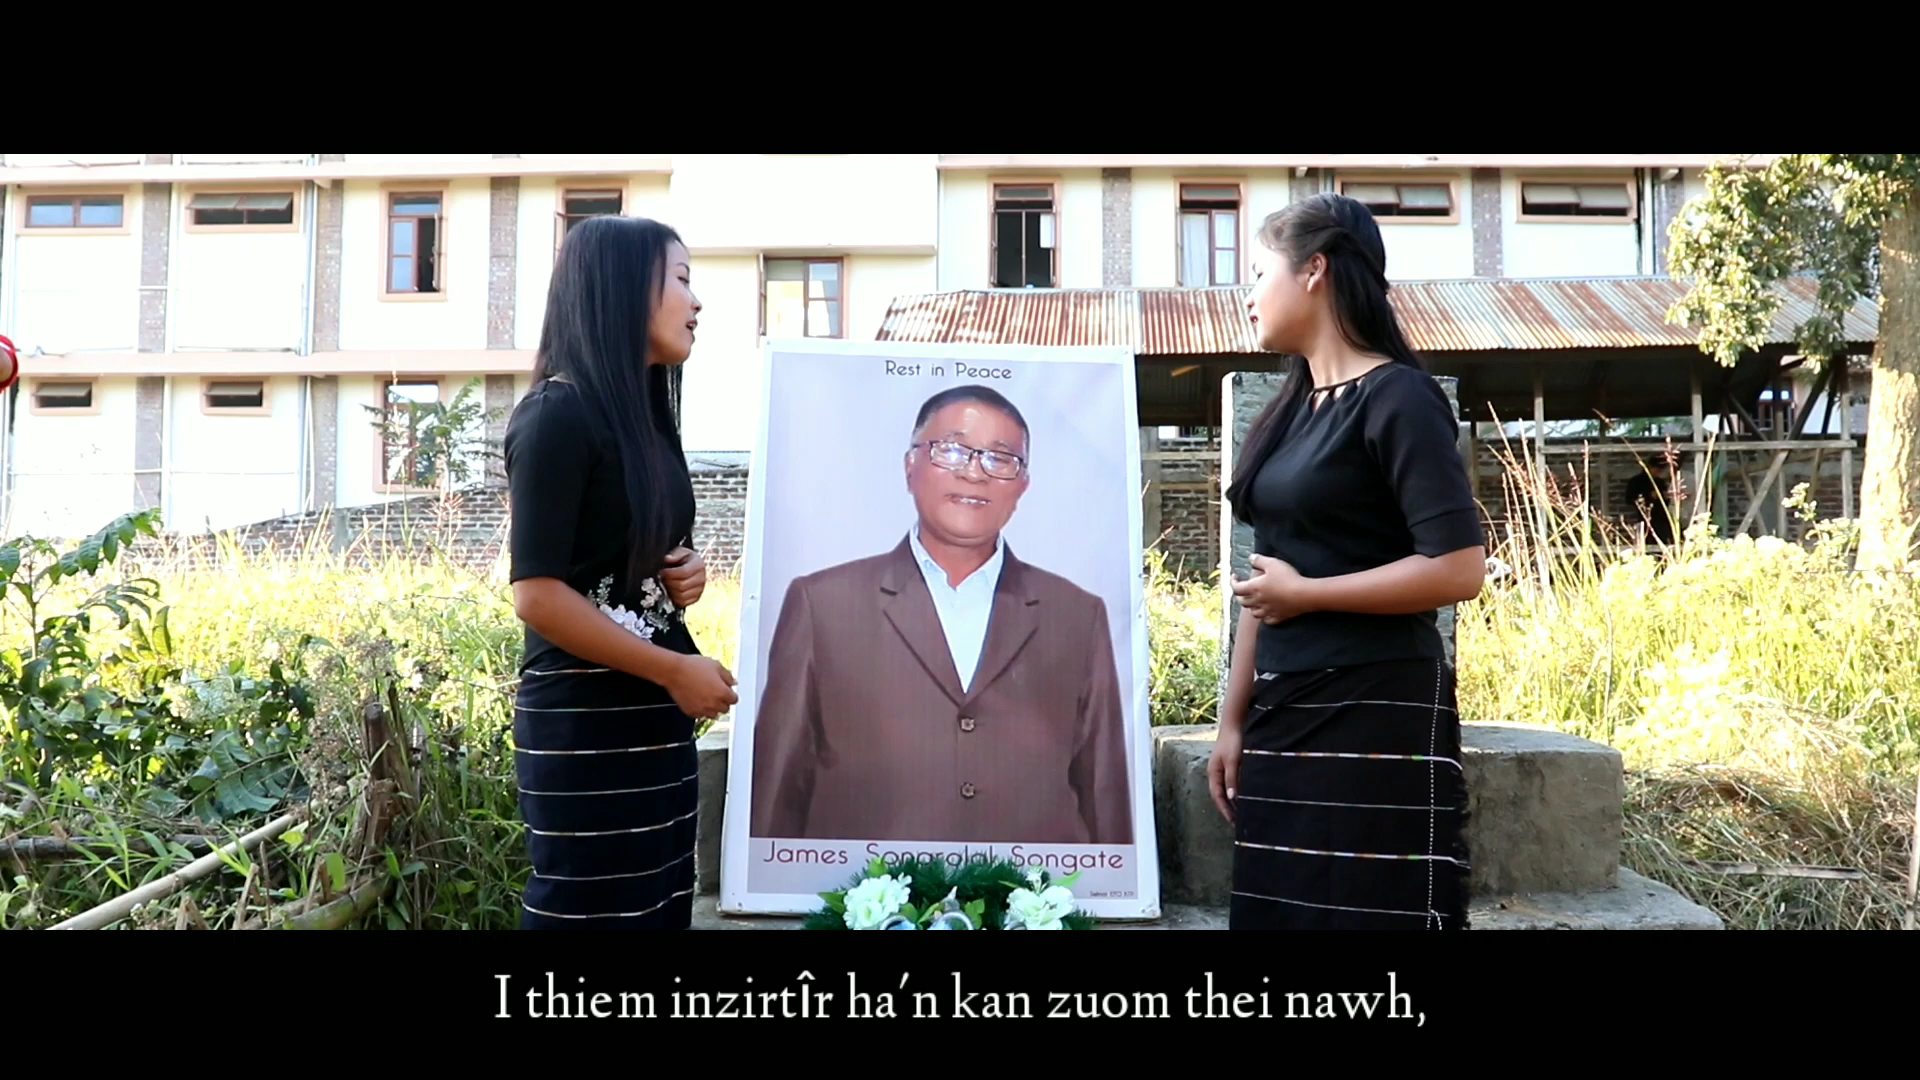 Rest in Peace
James Songate
I thiem inzirtîr ha'n kan zuom thei nawh,